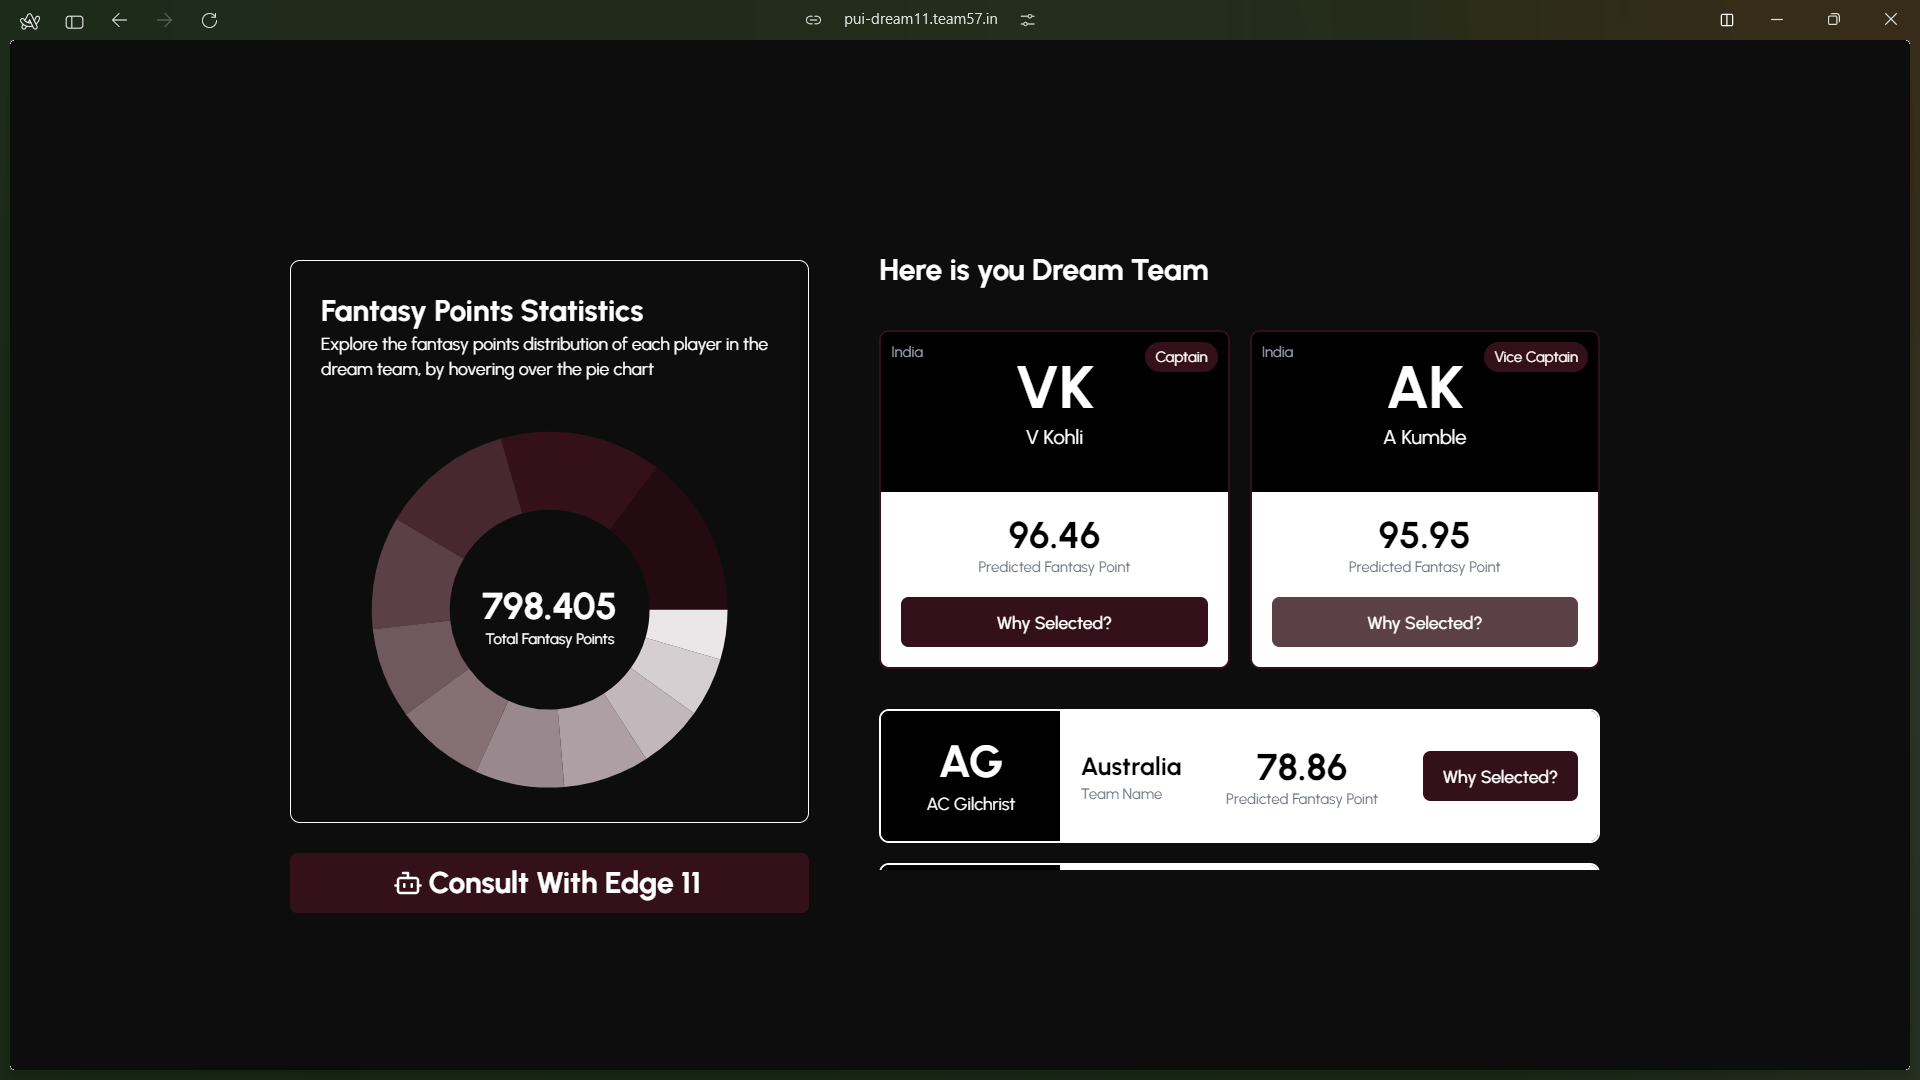 pui-dream11.team57.in
Fantasy Points Statistics
Explore the fantasy points distribution of each player in the
dream team, by hovering over the pie chart
798.405
Total Fantasy Points
Consult With Edge 11
Here is you Dream Team
India
Captain
VK
V Kohli
96.46
Predicted Fantasy Point
Why Selected?
India
Vice Captain
AK
A Kumble
95.95
Predicted Fantasy Point
Why Selected?
AG
AC Gilchrist
Australia
Team Name
78.86
Predicted Fantasy Point
Why Selected?